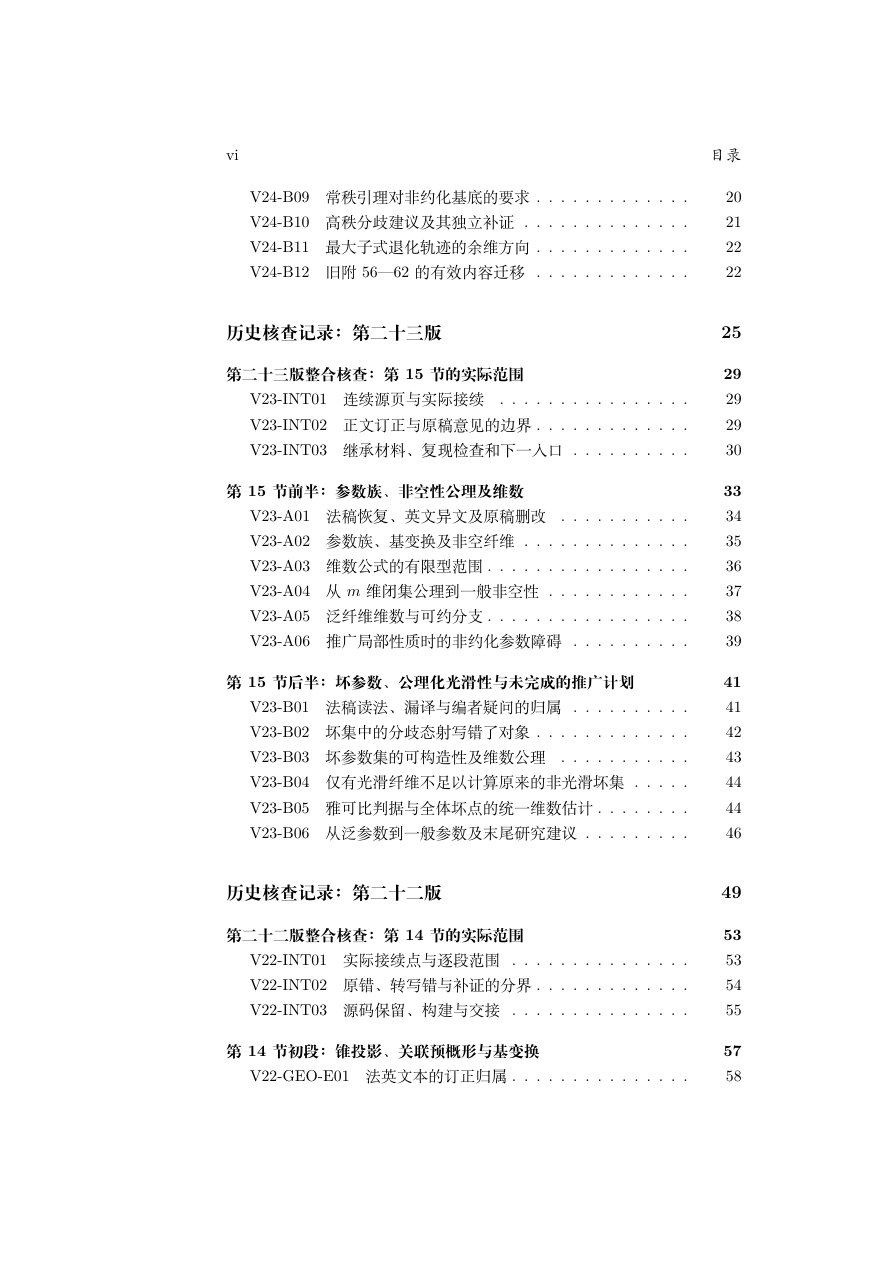 vi 目录
V24-B09 常秩引理对非约化基底的要求 . . . . . . . . . . . . . 20
V24-B10 高秩分歧建议及其独立补证 . . . . . . . . . . . . . . 21
V24-B11 最大子式退化轨迹的余维方向 . . . . . . . . . . . . . 22
V24-B12 旧附 56—62 的有效内容迁移 . . . . . . . . . . . . . 22
历史核查记录：第二十三版 25
第二十三版整合核查：第 15 节的实际范围 29
V23-INT01 连续源页与实际接续 . . . . . . . . . . . . . . . . 29
V23-INT02 正文订正与原稿意见的边界 . . . . . . . . . . . . . 29
V23-INT03 继承材料、复现检查和下一入口 . . . . . . . . . . 30
第 15 节前半：参数族、非空性公理及维数 33
V23-A01 法稿恢复、英文异文及原稿删改 . . . . . . . . . . . 34
V23-A02 参数族、基变换及非空纤维 . . . . . . . . . . . . . . 35
V23-A03 维数公式的有限型范围 . . . . . . . . . . . . . . . . . 36
V23-A04 从 m 维闭集公理到一般非空性 . . . . . . . . . . . . 37
V23-A05 泛纤维维数与可约分支 . . . . . . . . . . . . . . . . . 38
V23-A06 推广局部性质时的非约化参数障碍 . . . . . . . . . . 39
第 15 节后半：坏参数、公理化光滑性与未完成的推广计划 41
V23-B01 法稿读法、漏译与编者疑问的归属 . . . . . . . . . . 41
V23-B02 坏集中的分歧态射写错了对象 . . . . . . . . . . . . . 42
V23-B03 坏参数集的可构造性及维数公理 . . . . . . . . . . . 43
V23-B04 仅有光滑纤维不足以计算原来的非光滑坏集 . . . . . 44
V23-B05 雅可比判据与全体坏点的统一维数估计 . . . . . . . . 44
V23-B06 从泛参数到一般参数及末尾研究建议 . . . . . . . . . 46
历史核查记录：第二十二版 49
第二十二版整合核查：第 14 节的实际范围 53
V22-INT01 实际接续点与逐段范围 . . . . . . . . . . . . . . . 53
V22-INT02 原错、转写错与补证的分界 . . . . . . . . . . . . . 54
V22-INT03 源码保留、构建与交接 . . . . . . . . . . . . . . . 55
第 14 节初段：锥投影、关联预概形与基变换 57
V22-GEO-E01 法英文本的订正归属 . . . . . . . . . . . . . . . 58